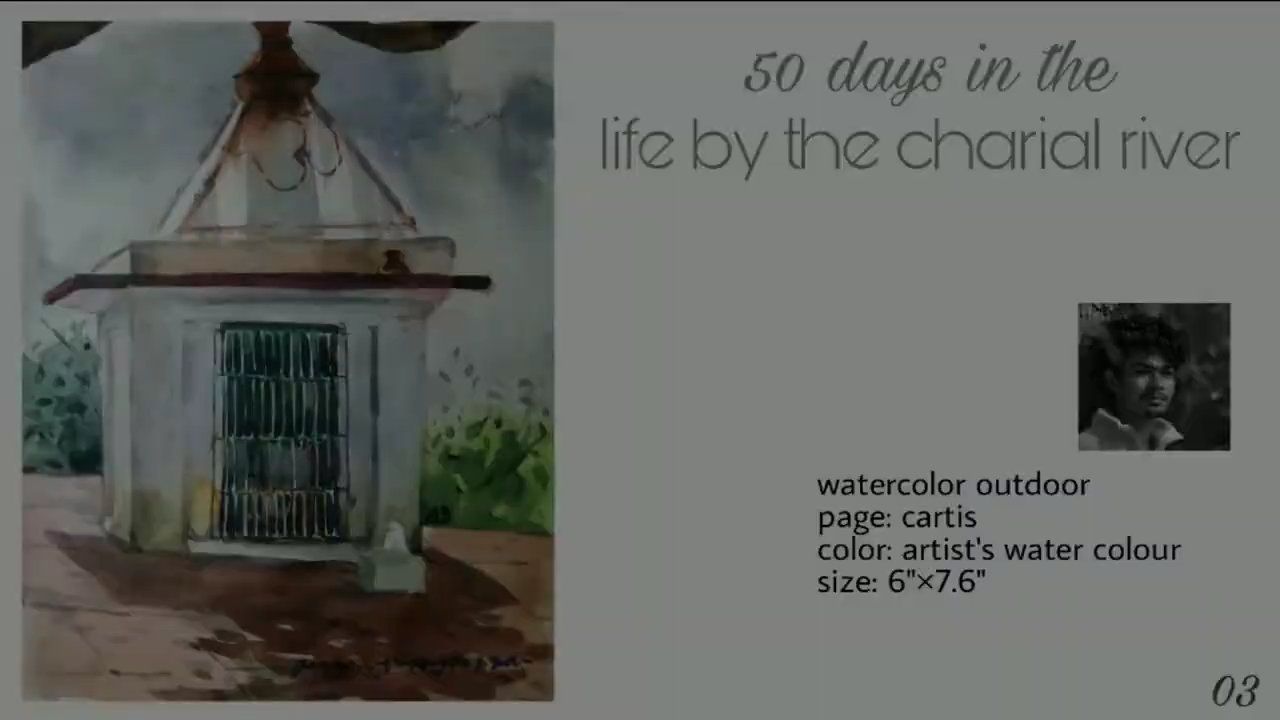 50 days in the
life by the charial river
watercolor outdoor
page: cartis
color: artist's water colour
size: 6"×7.6"
03